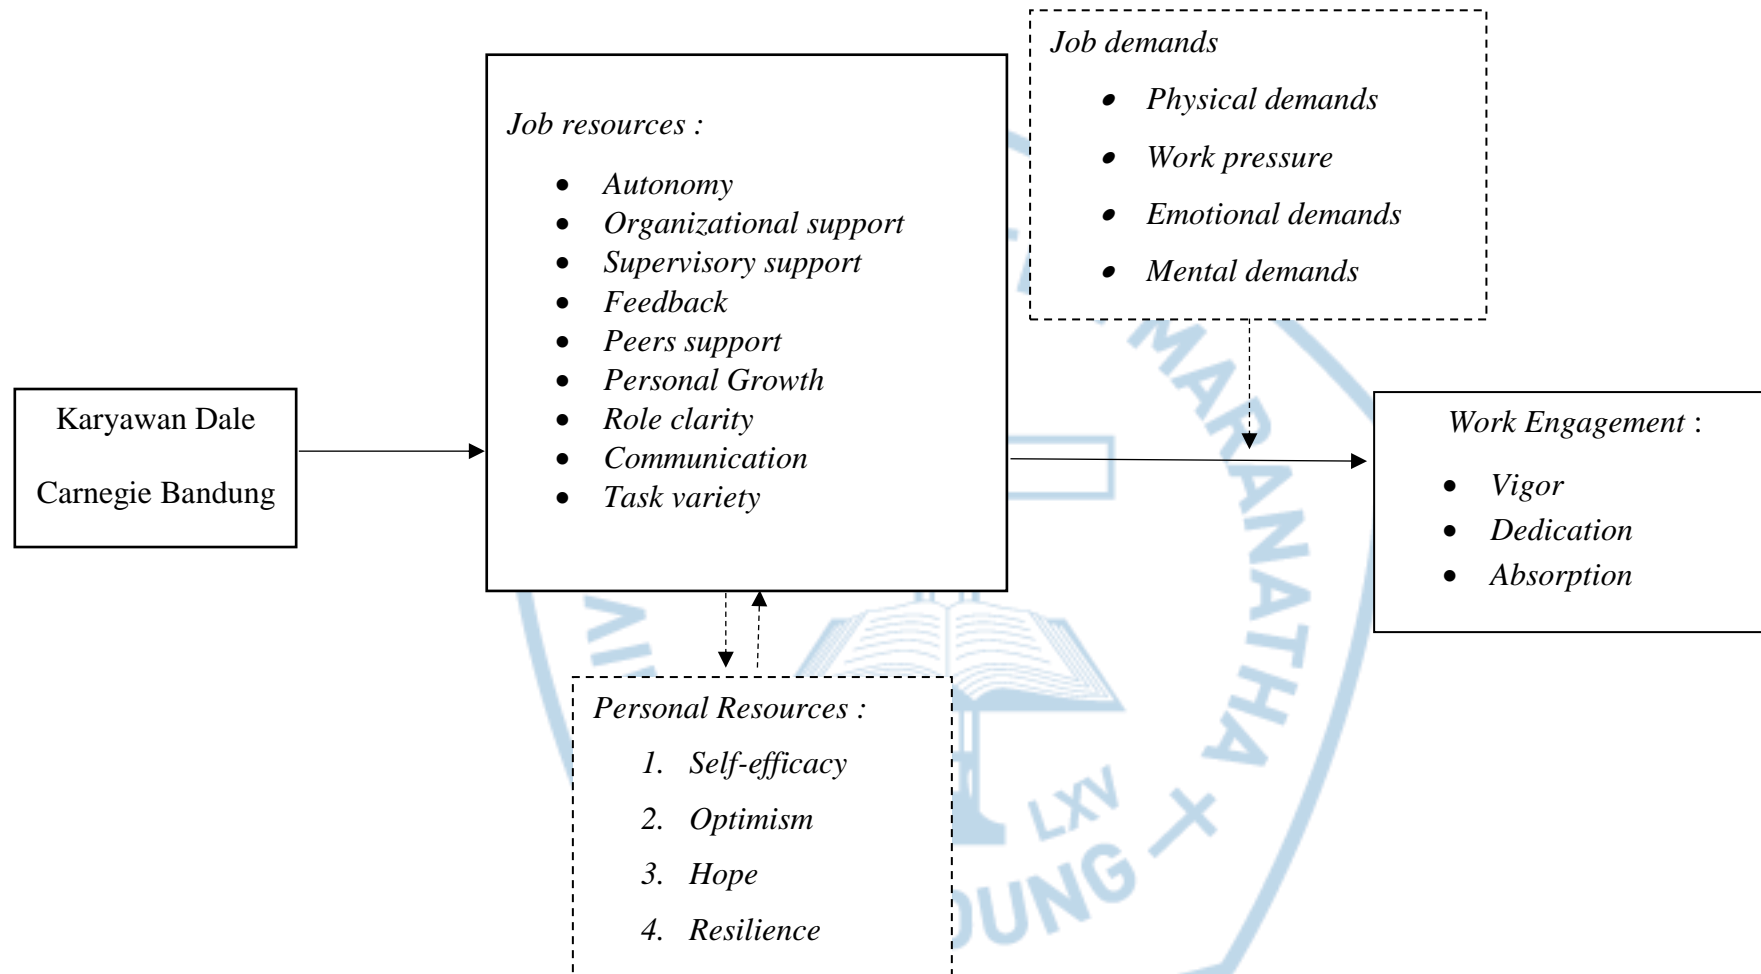 Karyawan Dale
Carnegie Bandung
Job resources :
• Autonomy
• Organizational support
• Supervisory support
• Feedback
• Peers support
• Personal Growth
• Role clarity
• Communication
• Task variety
Job demands
• Physical demands
• Work pressure
• Emotional demands
• Mental demands
Work Engagement :
• Vigor
• Dedication
• Absorption
Personal Resources :
1. Self-efficacy
2. Optimism
3. Hope
4. Resilience
MARANATHA
LXV